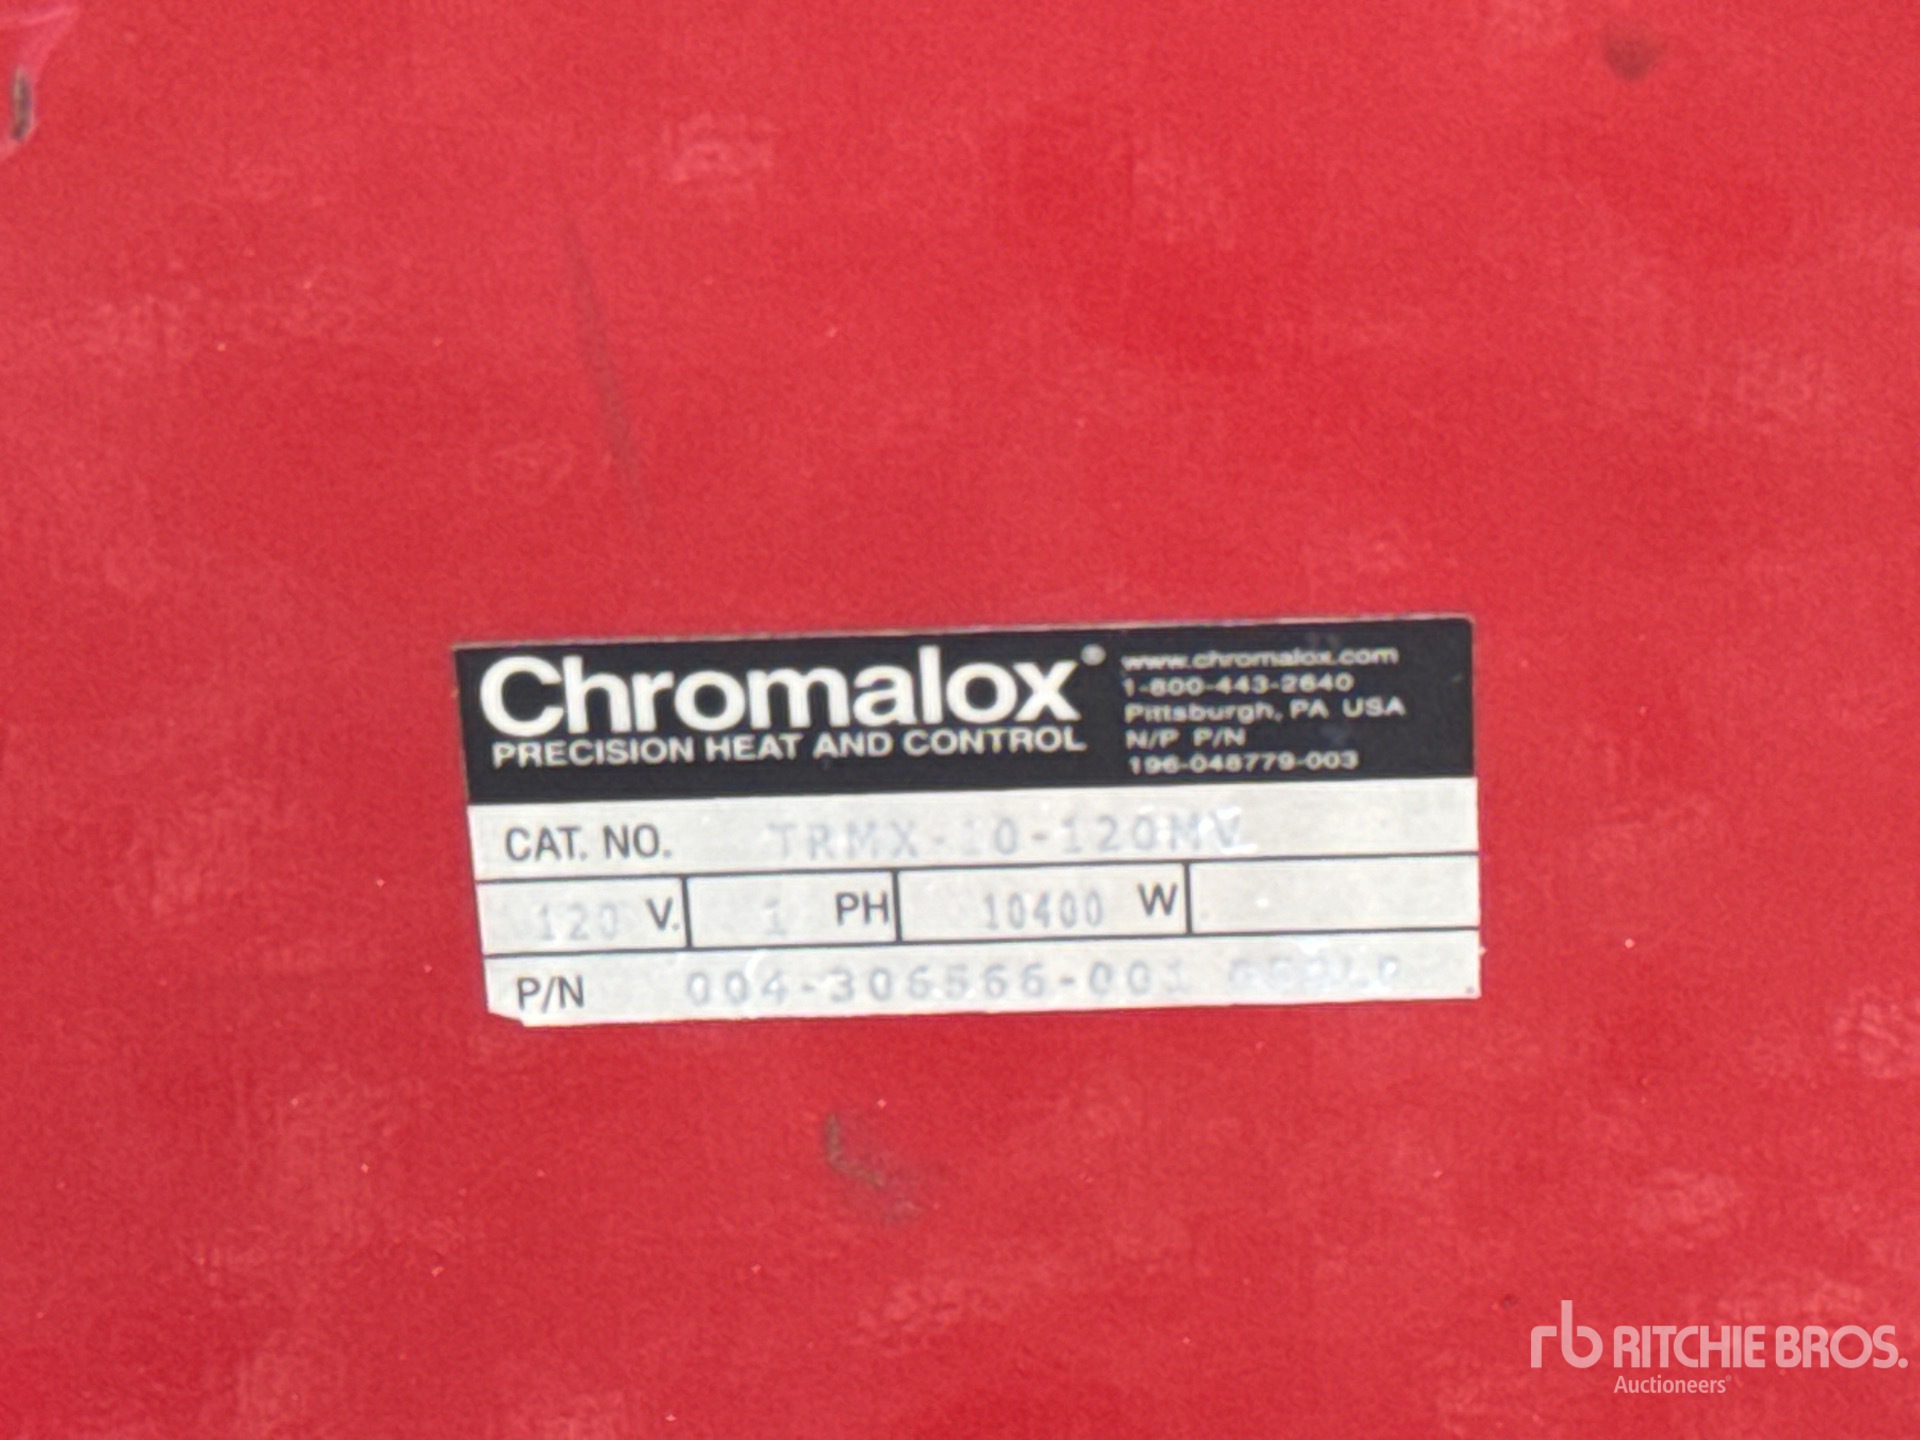 Chromalox®
PRECISION HEAT AND CONTROL
www.chromalox.com
1-800-443-2640
Pittsburgh, PA USA
N/P P/N
196-048779-003
CAT. NO. TRMX-10-120MV
120 V. 1 PH 10400 W
P/N 004-306566-001
rb RITCHIE BROS.
Auctioneers